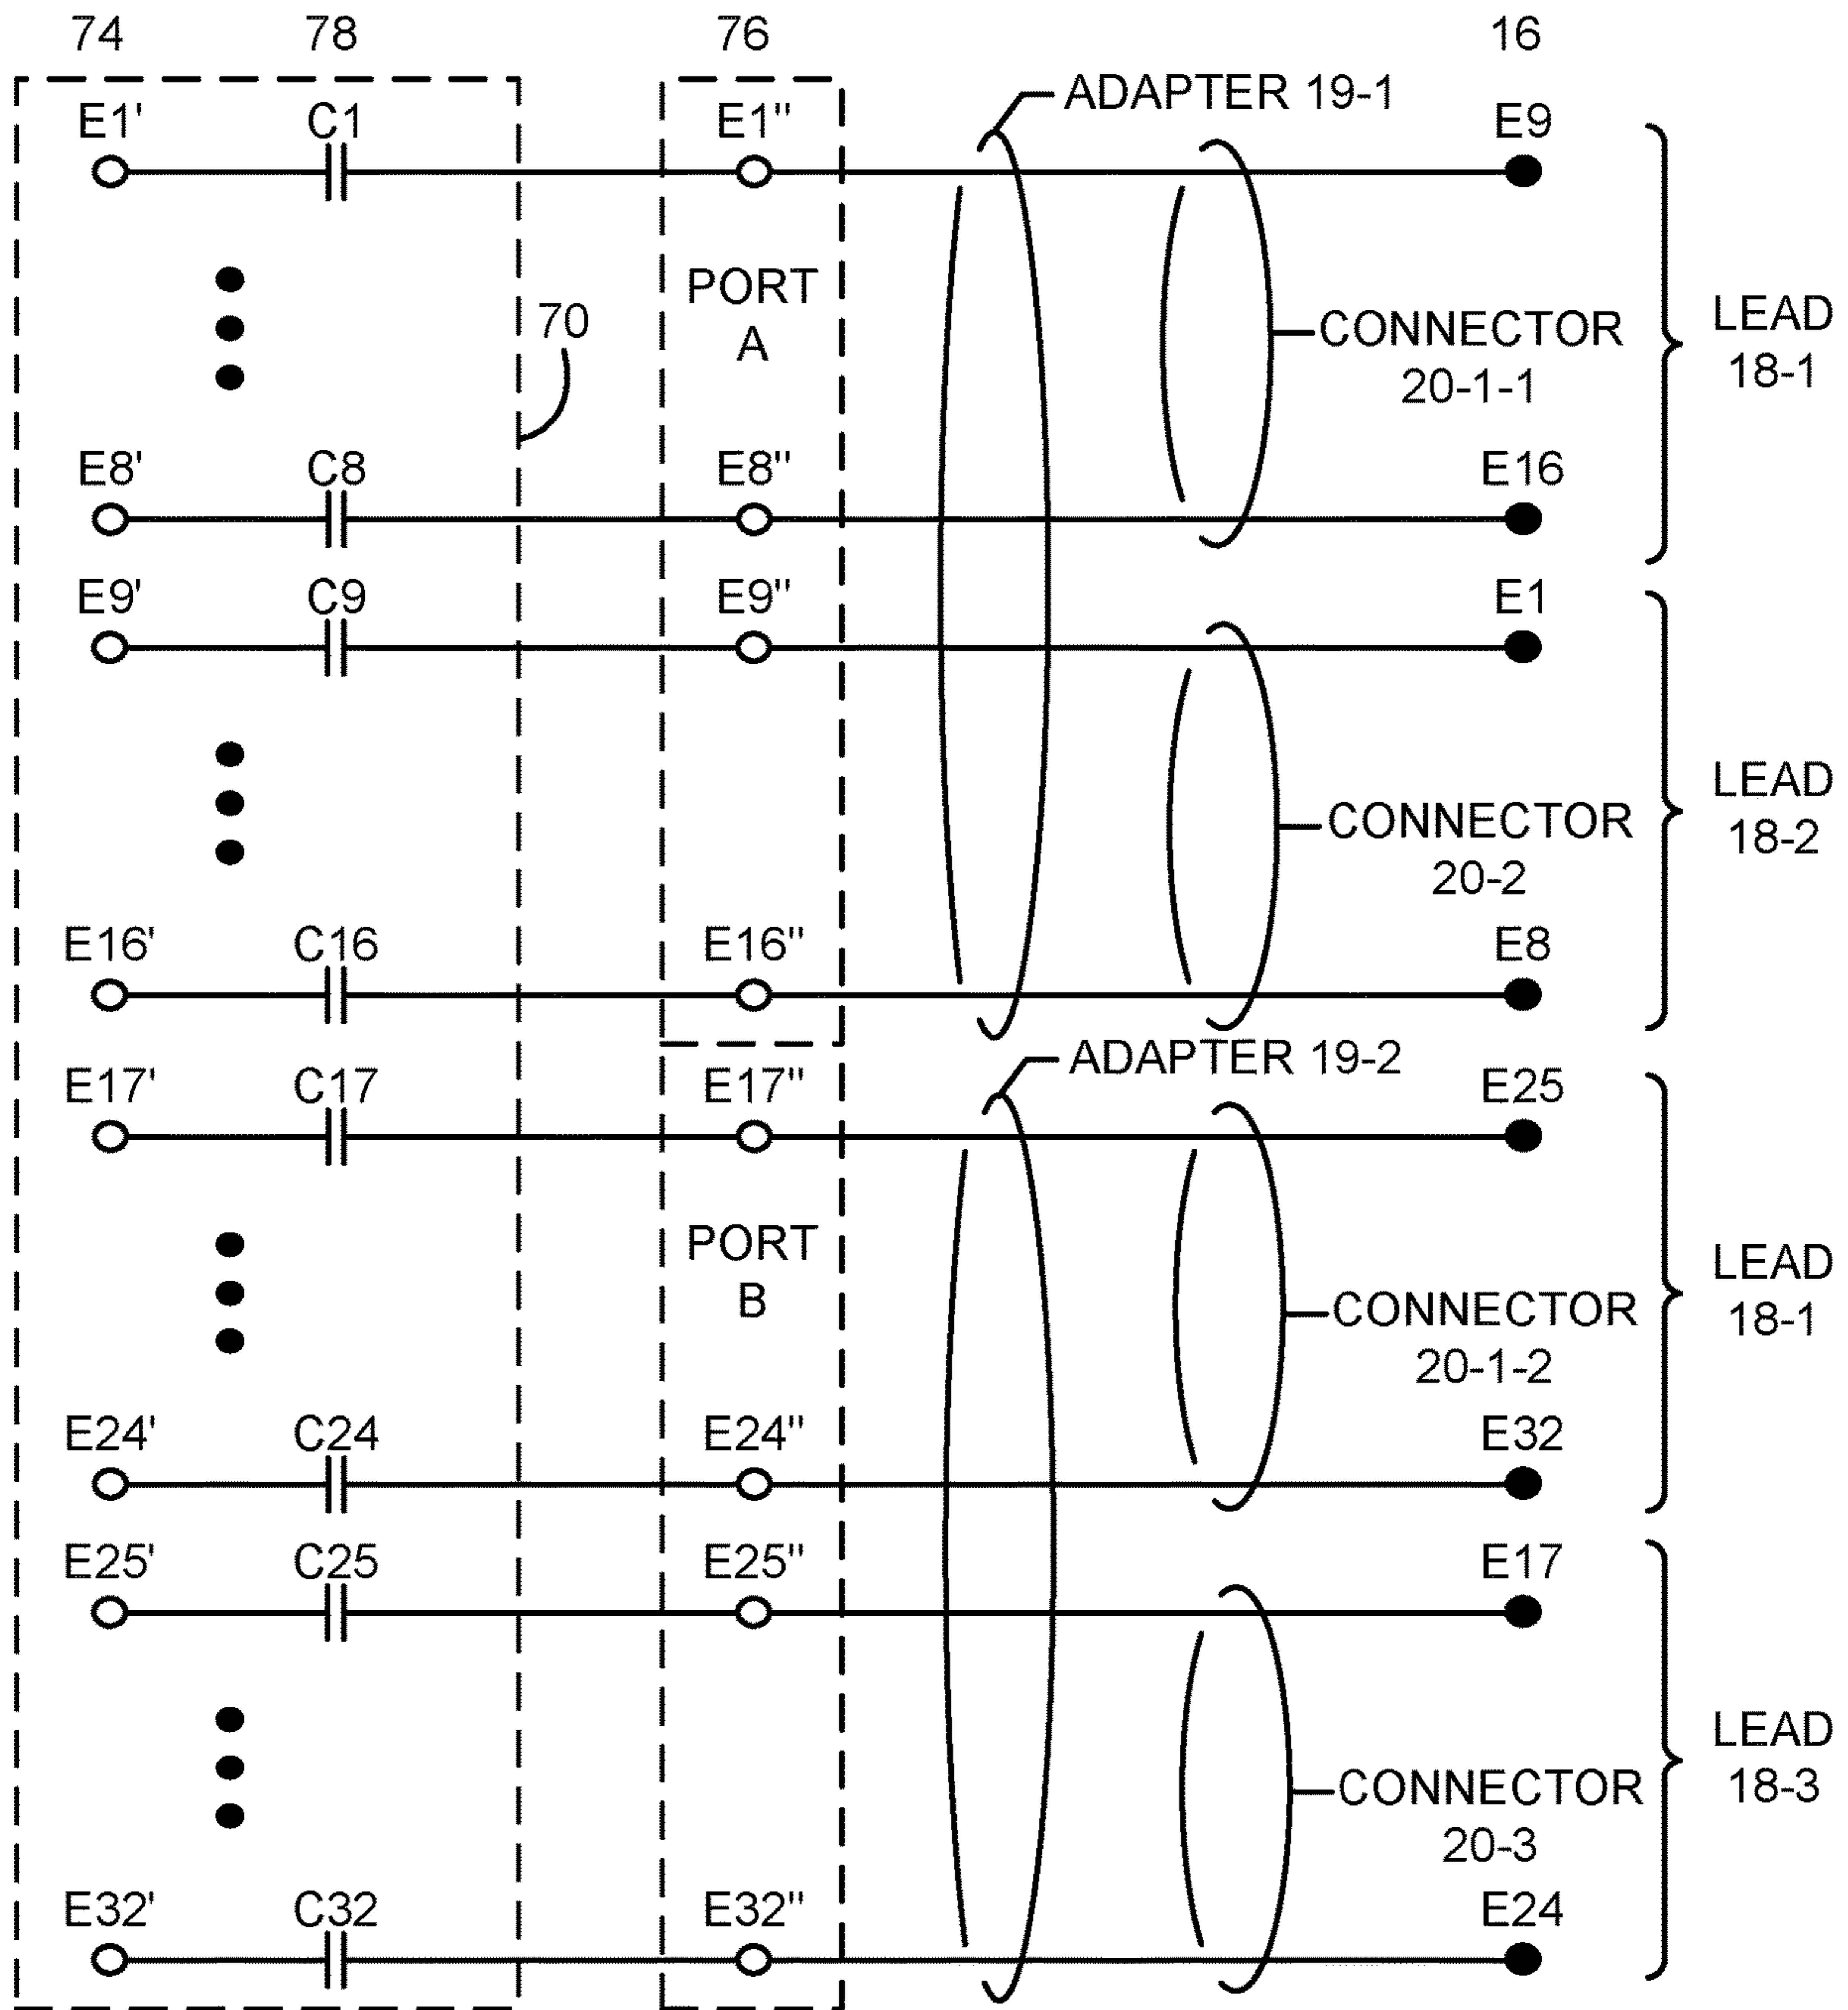 74 78 76 16
ADAPTER 19-1
E1' C1 E1" E9
PORT
A
70
CONNECTOR
20-1-1
LEAD
18-1
E8' C8 E8" E16
E9' C9 E9" E1
CONNECTOR
20-2
LEAD
18-2
E16' C16 E16" E8
ADAPTER 19-2
E17' C17 E17" E25
PORT
B
CONNECTOR
20-1-2
LEAD
18-1
E24' C24 E24" E32
E25' C25 E25" E17
CONNECTOR
20-3
LEAD
18-3
E32' C32 E32" E24